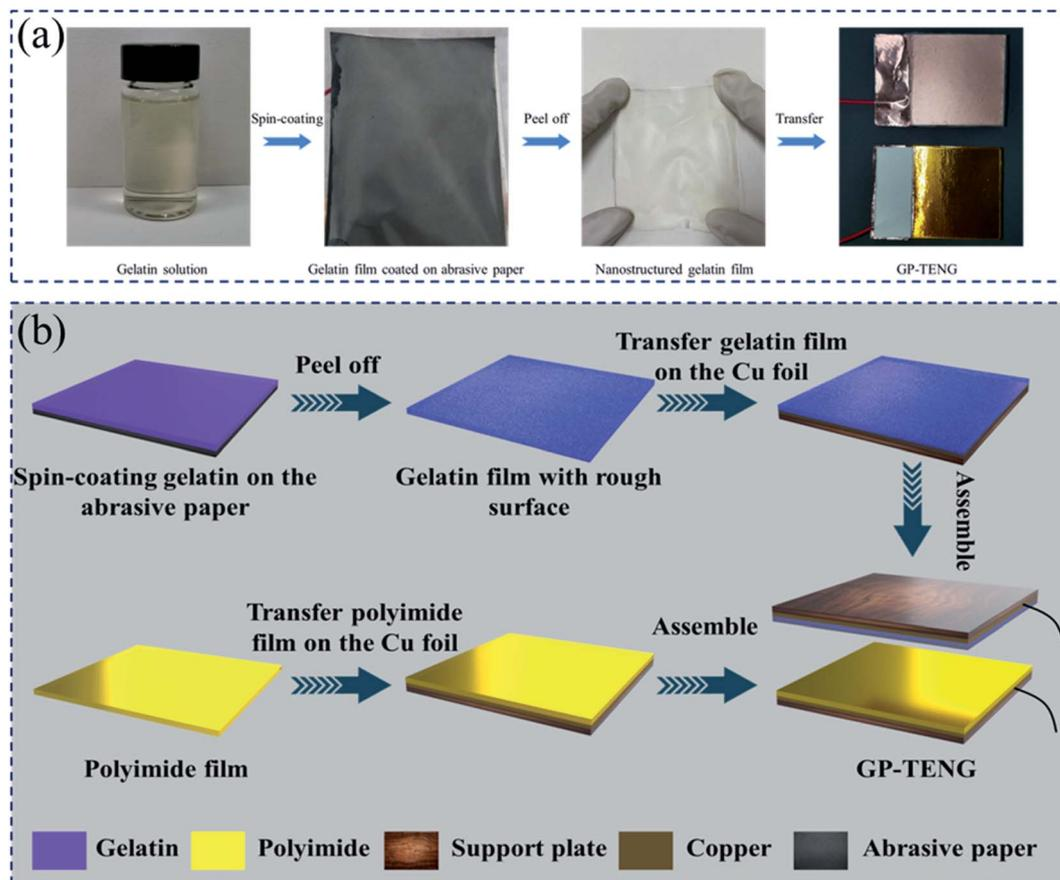 (a)
Spin-coating
Peel off
Transfer
Gelatin solution
Gelatin film coated on abrasive paper
Nanostructured gelatin film
GP-TENG
(b)
Peel off
Transfer gelatin film
on the Cu foil
Spin-coating gelatin on the
abrasive paper
Gelatin film with rough
surface
Assemble
Transfer polyimide
film on the Cu foil
Assemble
Polyimide film
GP-TENG
Gelatin
Polyimide
Support plate
Copper
Abrasive paper